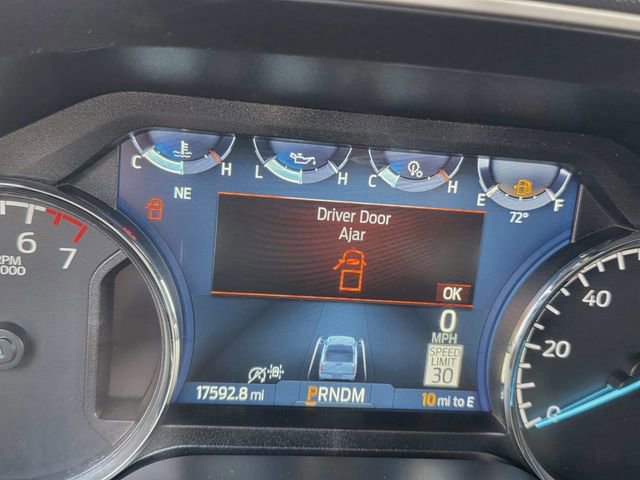 C H
L H
C H
E F
NE
72°
Driver Door
Ajar
OK
6
7
RPM
000
0
MPH
SPEED
LIMIT
30
17592.8 mi
PRNDM
10 mi to E
40
20
0